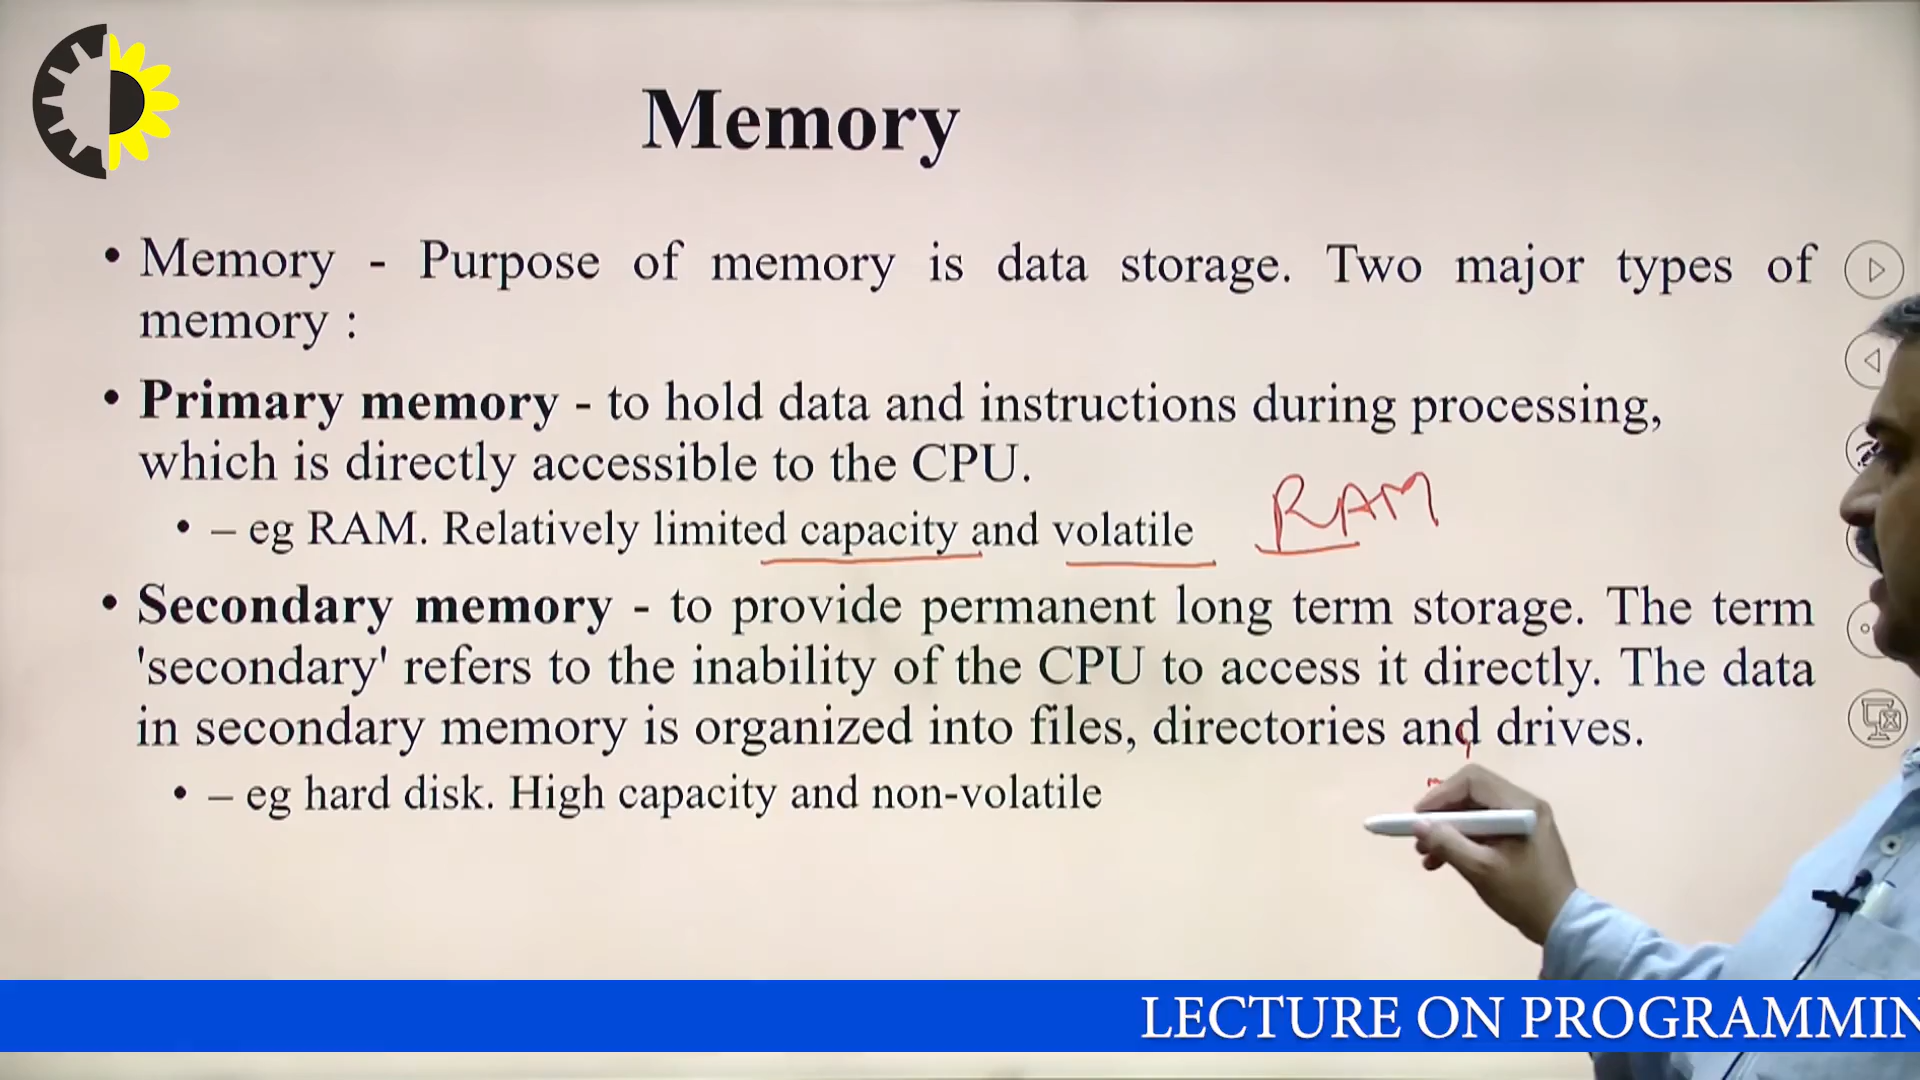 Memory
• Memory - Purpose of memory is data storage. Two major types of
memory :
• Primary memory - to hold data and instructions during processing,
which is directly accessible to the CPU.
RAM
• – eg RAM. Relatively limited capacity and volatile
• Secondary memory - to provide permanent long term storage. The term
'secondary' refers to the inability of the CPU to access it directly. The data
in secondary memory is organized into files, directories and drives.
• – eg hard disk. High capacity and non-volatile
LECTURE ON PROGRAMMIN